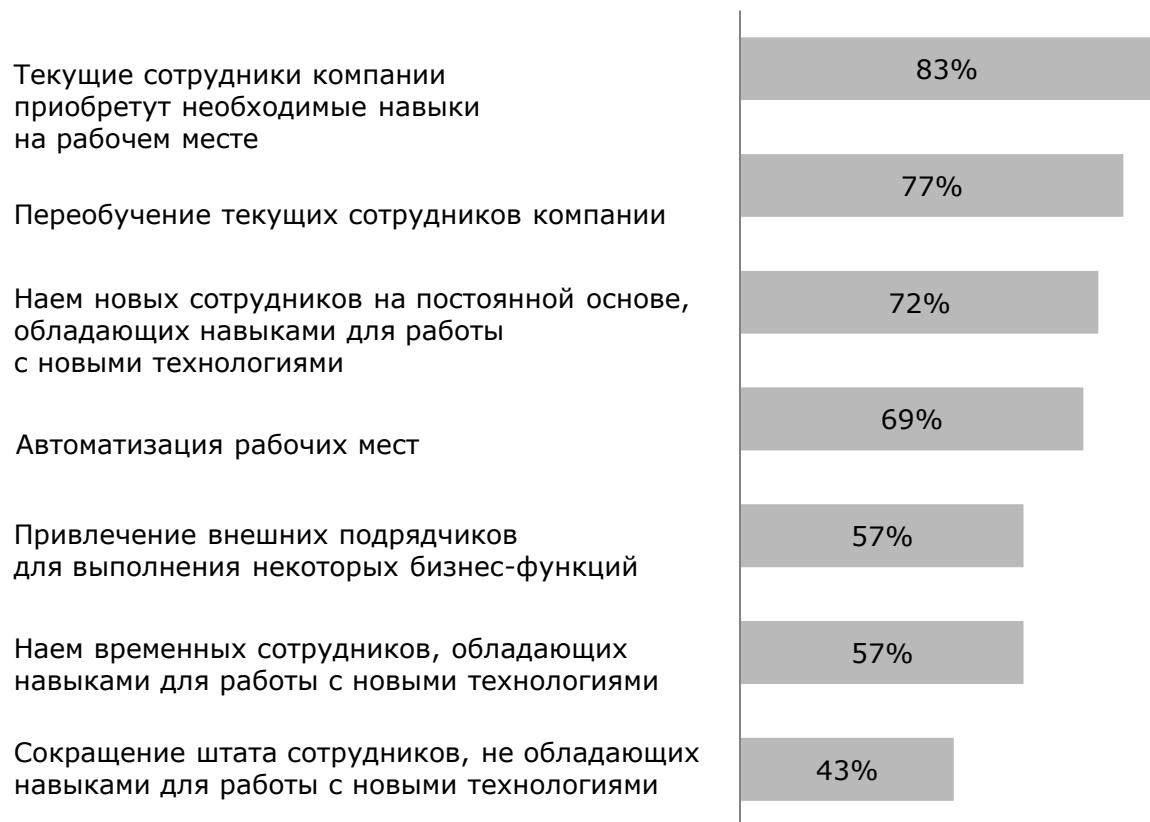 Текущие сотрудники компании
приобретут необходимые навыки
на рабочем месте
83%
Переобучение текущих сотрудников компании
77%
Наем новых сотрудников на постоянной основе,
обладающих навыками для работы
с новыми технологиями
72%
Автоматизация рабочих мест
69%
Привлечение внешних подрядчиков
для выполнения некоторых бизнес-функций
57%
Наем временных сотрудников, обладающих
навыками для работы с новыми технологиями
57%
Сокращение штата сотрудников, не обладающих
навыками для работы с новыми технологиями
43%